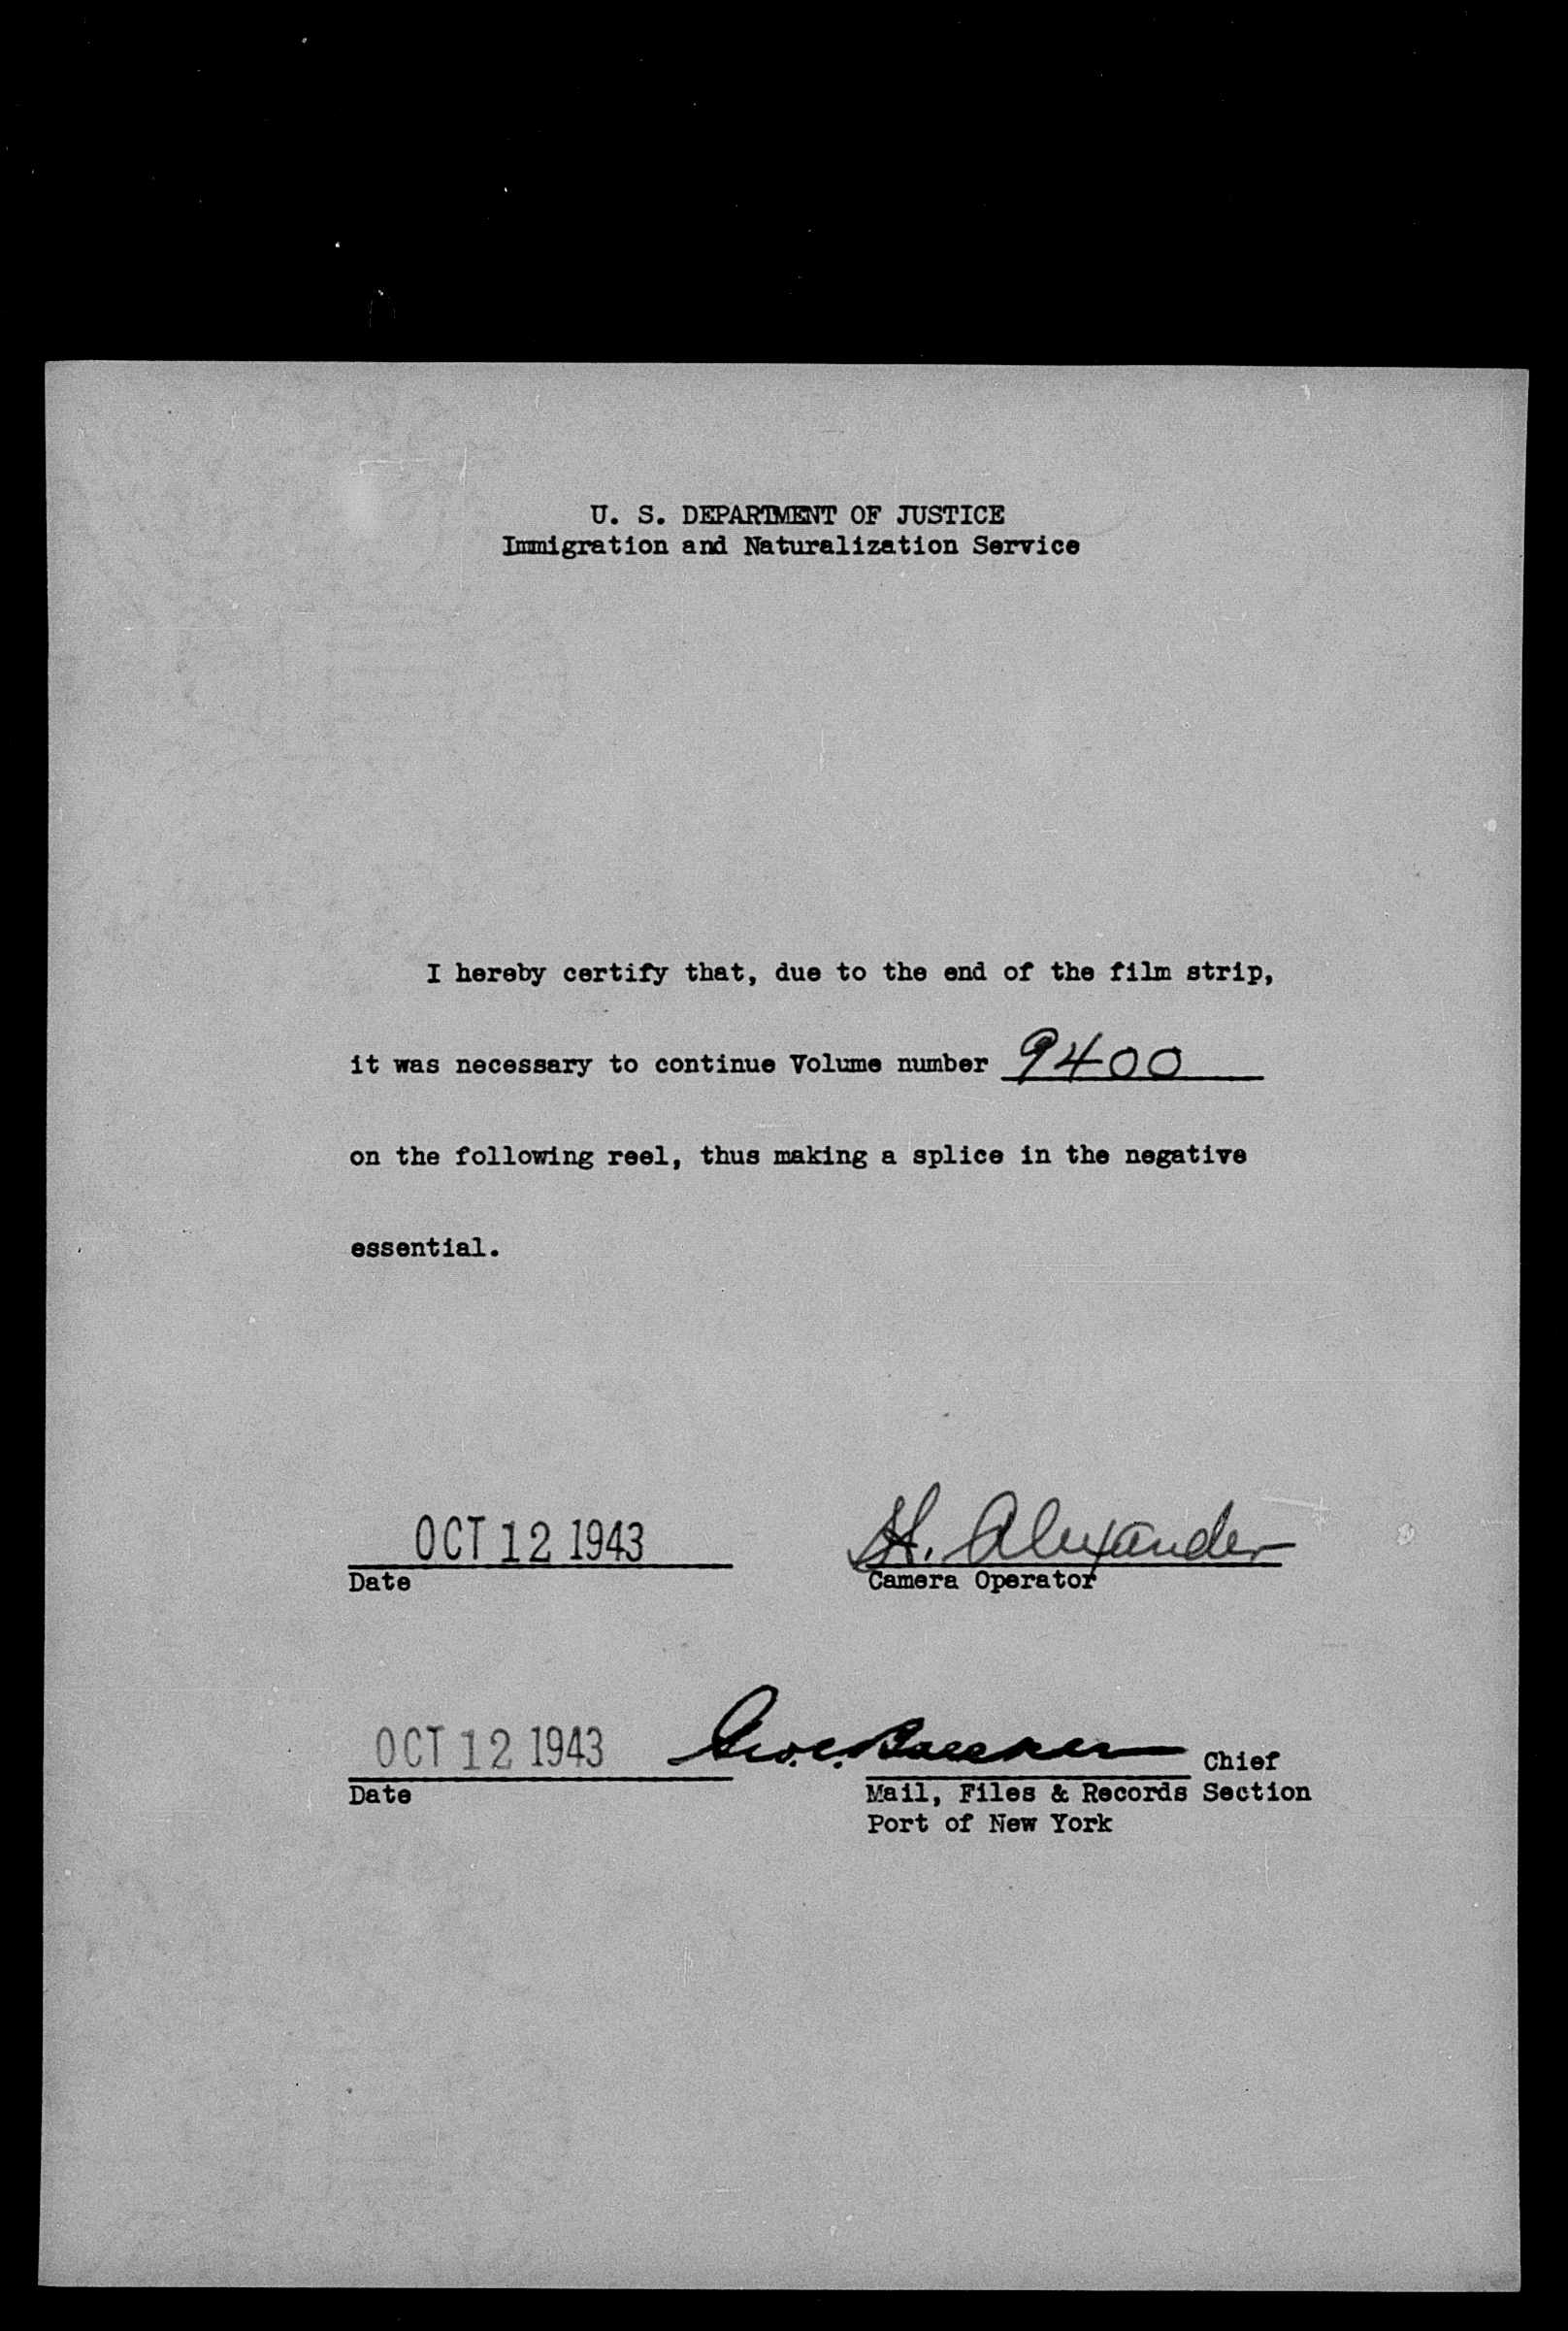 U. S. DEPARTMENT OF JUSTICE
Immigration and Naturalization Service
I hereby certify that, due to the end of the film strip,
it was necessary to continue Volume number 9400
on the following reel, thus making a splice in the negative
essential.
OCT 12 1943 H. Alexander
Date Camera Operator
OCT 12 1943 Geo. C. Chief
Date Mail, Files & Records Section
Port of New York